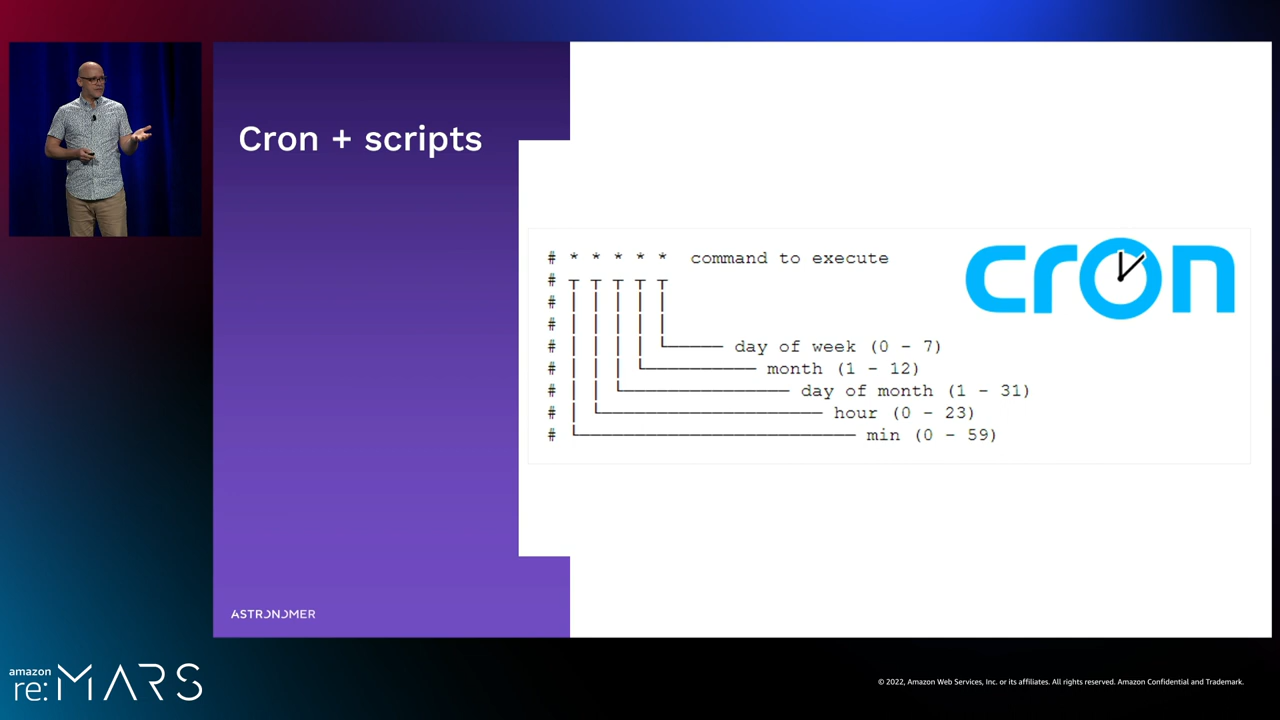 Cron + scripts
# * * * * * command to execute
#
#
#
# day of week (0 - 7)
# month (1 - 12)
# day of month (1 - 31)
# hour (0 - 23)
# min (0 - 59)
cron
ASTRONOMER
amazon
re:MARS
© 2022, Amazon Web Services, Inc. or its affiliates. All rights reserved. Amazon Confidential and Trademark.